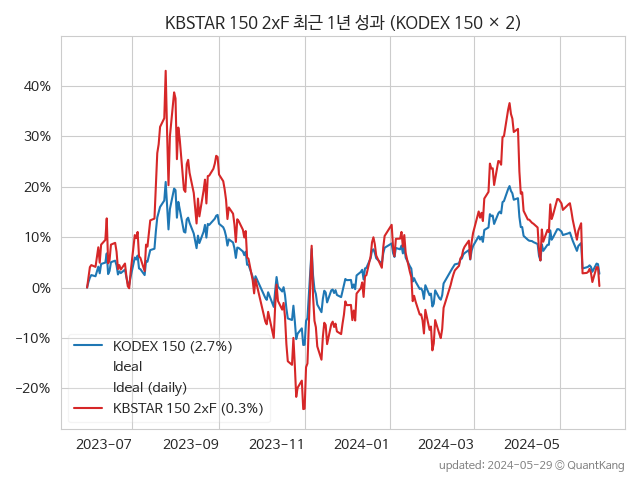 KBSTAR 150 2xF 최근 1년 성과 (KODEX 150 × 2)
40%
30%
20%
10%
0%
−10%
−20%
KODEX 150 (2.7%)
Ideal
Ideal (daily)
KBSTAR 150 2xF (0.3%)
2023-07 2023-09 2023-11 2024-01 2024-03 2024-05
updated: 2024-05-29 © QuantKang